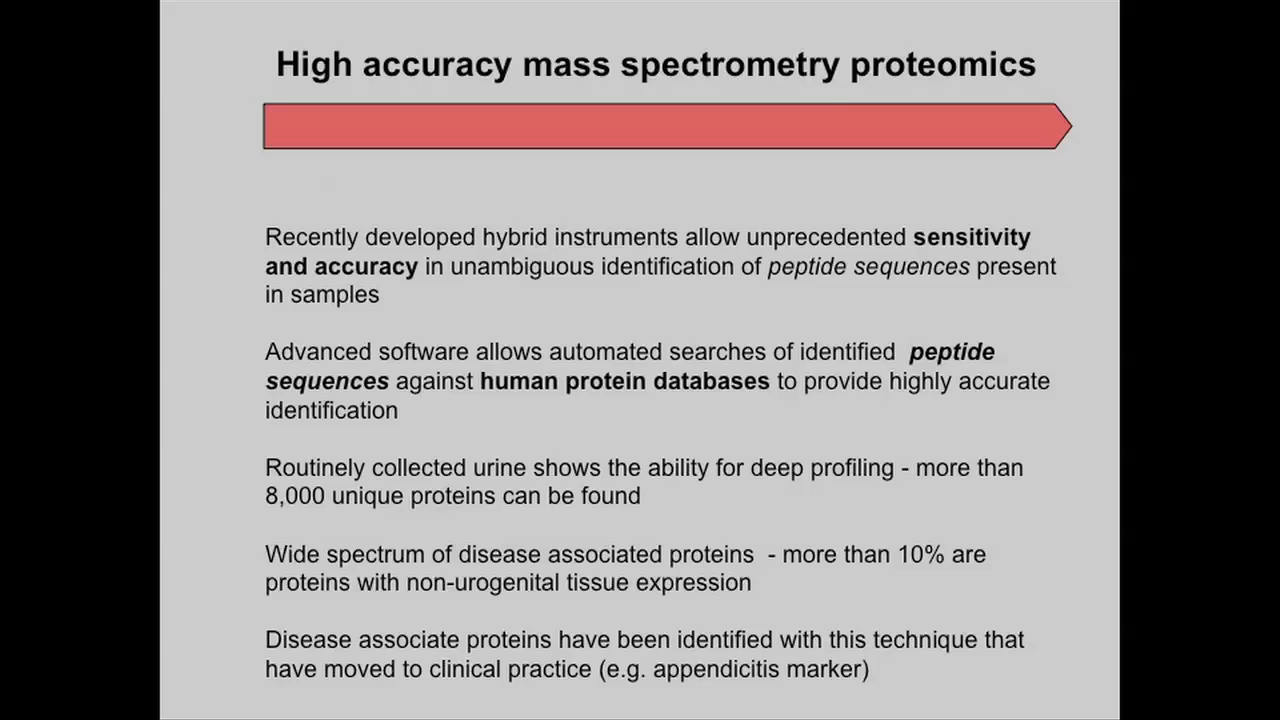 High accuracy mass spectrometry proteomics
Recently developed hybrid instruments allow unprecedented sensitivity
and accuracy in unambiguous identification of peptide sequences present
in samples
Advanced software allows automated searches of identified  peptide
sequences against human protein databases to provide highly accurate
identification
Routinely collected urine shows the ability for deep profiling - more than
8,000 unique proteins can be found
Wide spectrum of disease associated proteins  - more than 10% are
proteins with non-urogenital tissue expression
Disease associate proteins have been identified with this technique that
have moved to clinical practice (e.g. appendicitis marker)